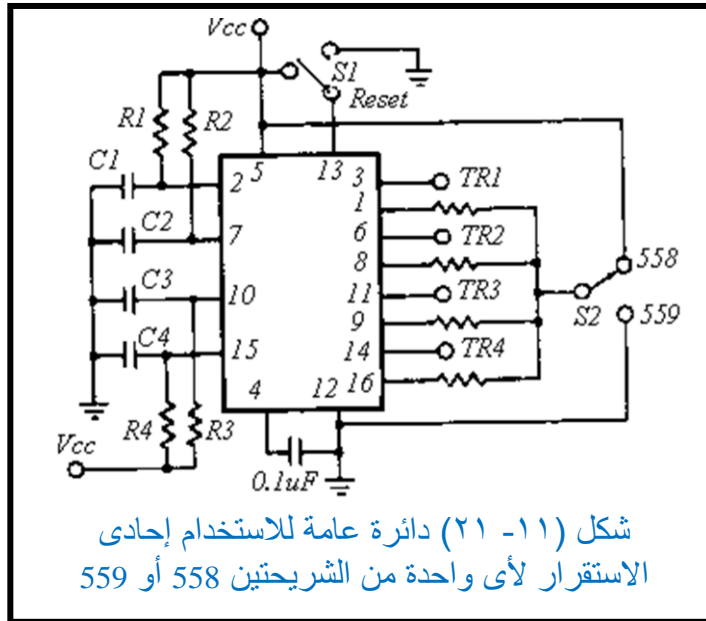 Vcc
S1
Reset
R1
R2
C1
2
5
13
3
TR1
1
C2
7
6
TR2
8
558
C3
10
11
TR3
S2
559
9
C4
15
14
TR4
4
12
16
R4
R3
Vcc
0.1uF
شكل (١١- ٢١) دائرة عامة للاستخدام إحادى
الاستقرار لأى واحدة من الشريحتين 558 أو 559